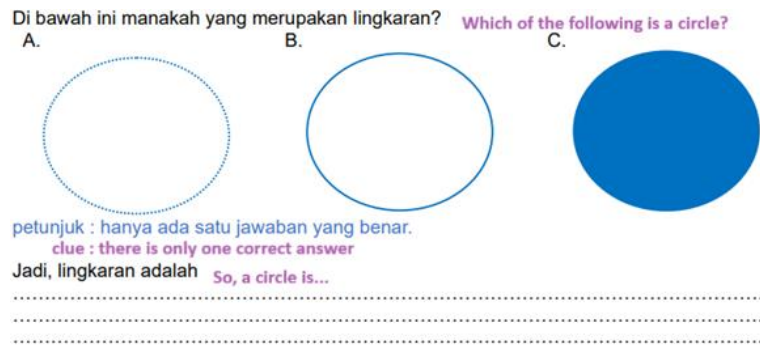 Di bawah ini manakah yang merupakan lingkaran? Which of the following is a circle?
A. B. C.
petunjuk : hanya ada satu jawaban yang benar.
clue : there is only one correct answer
Jadi, lingkaran adalah So, a circle is...